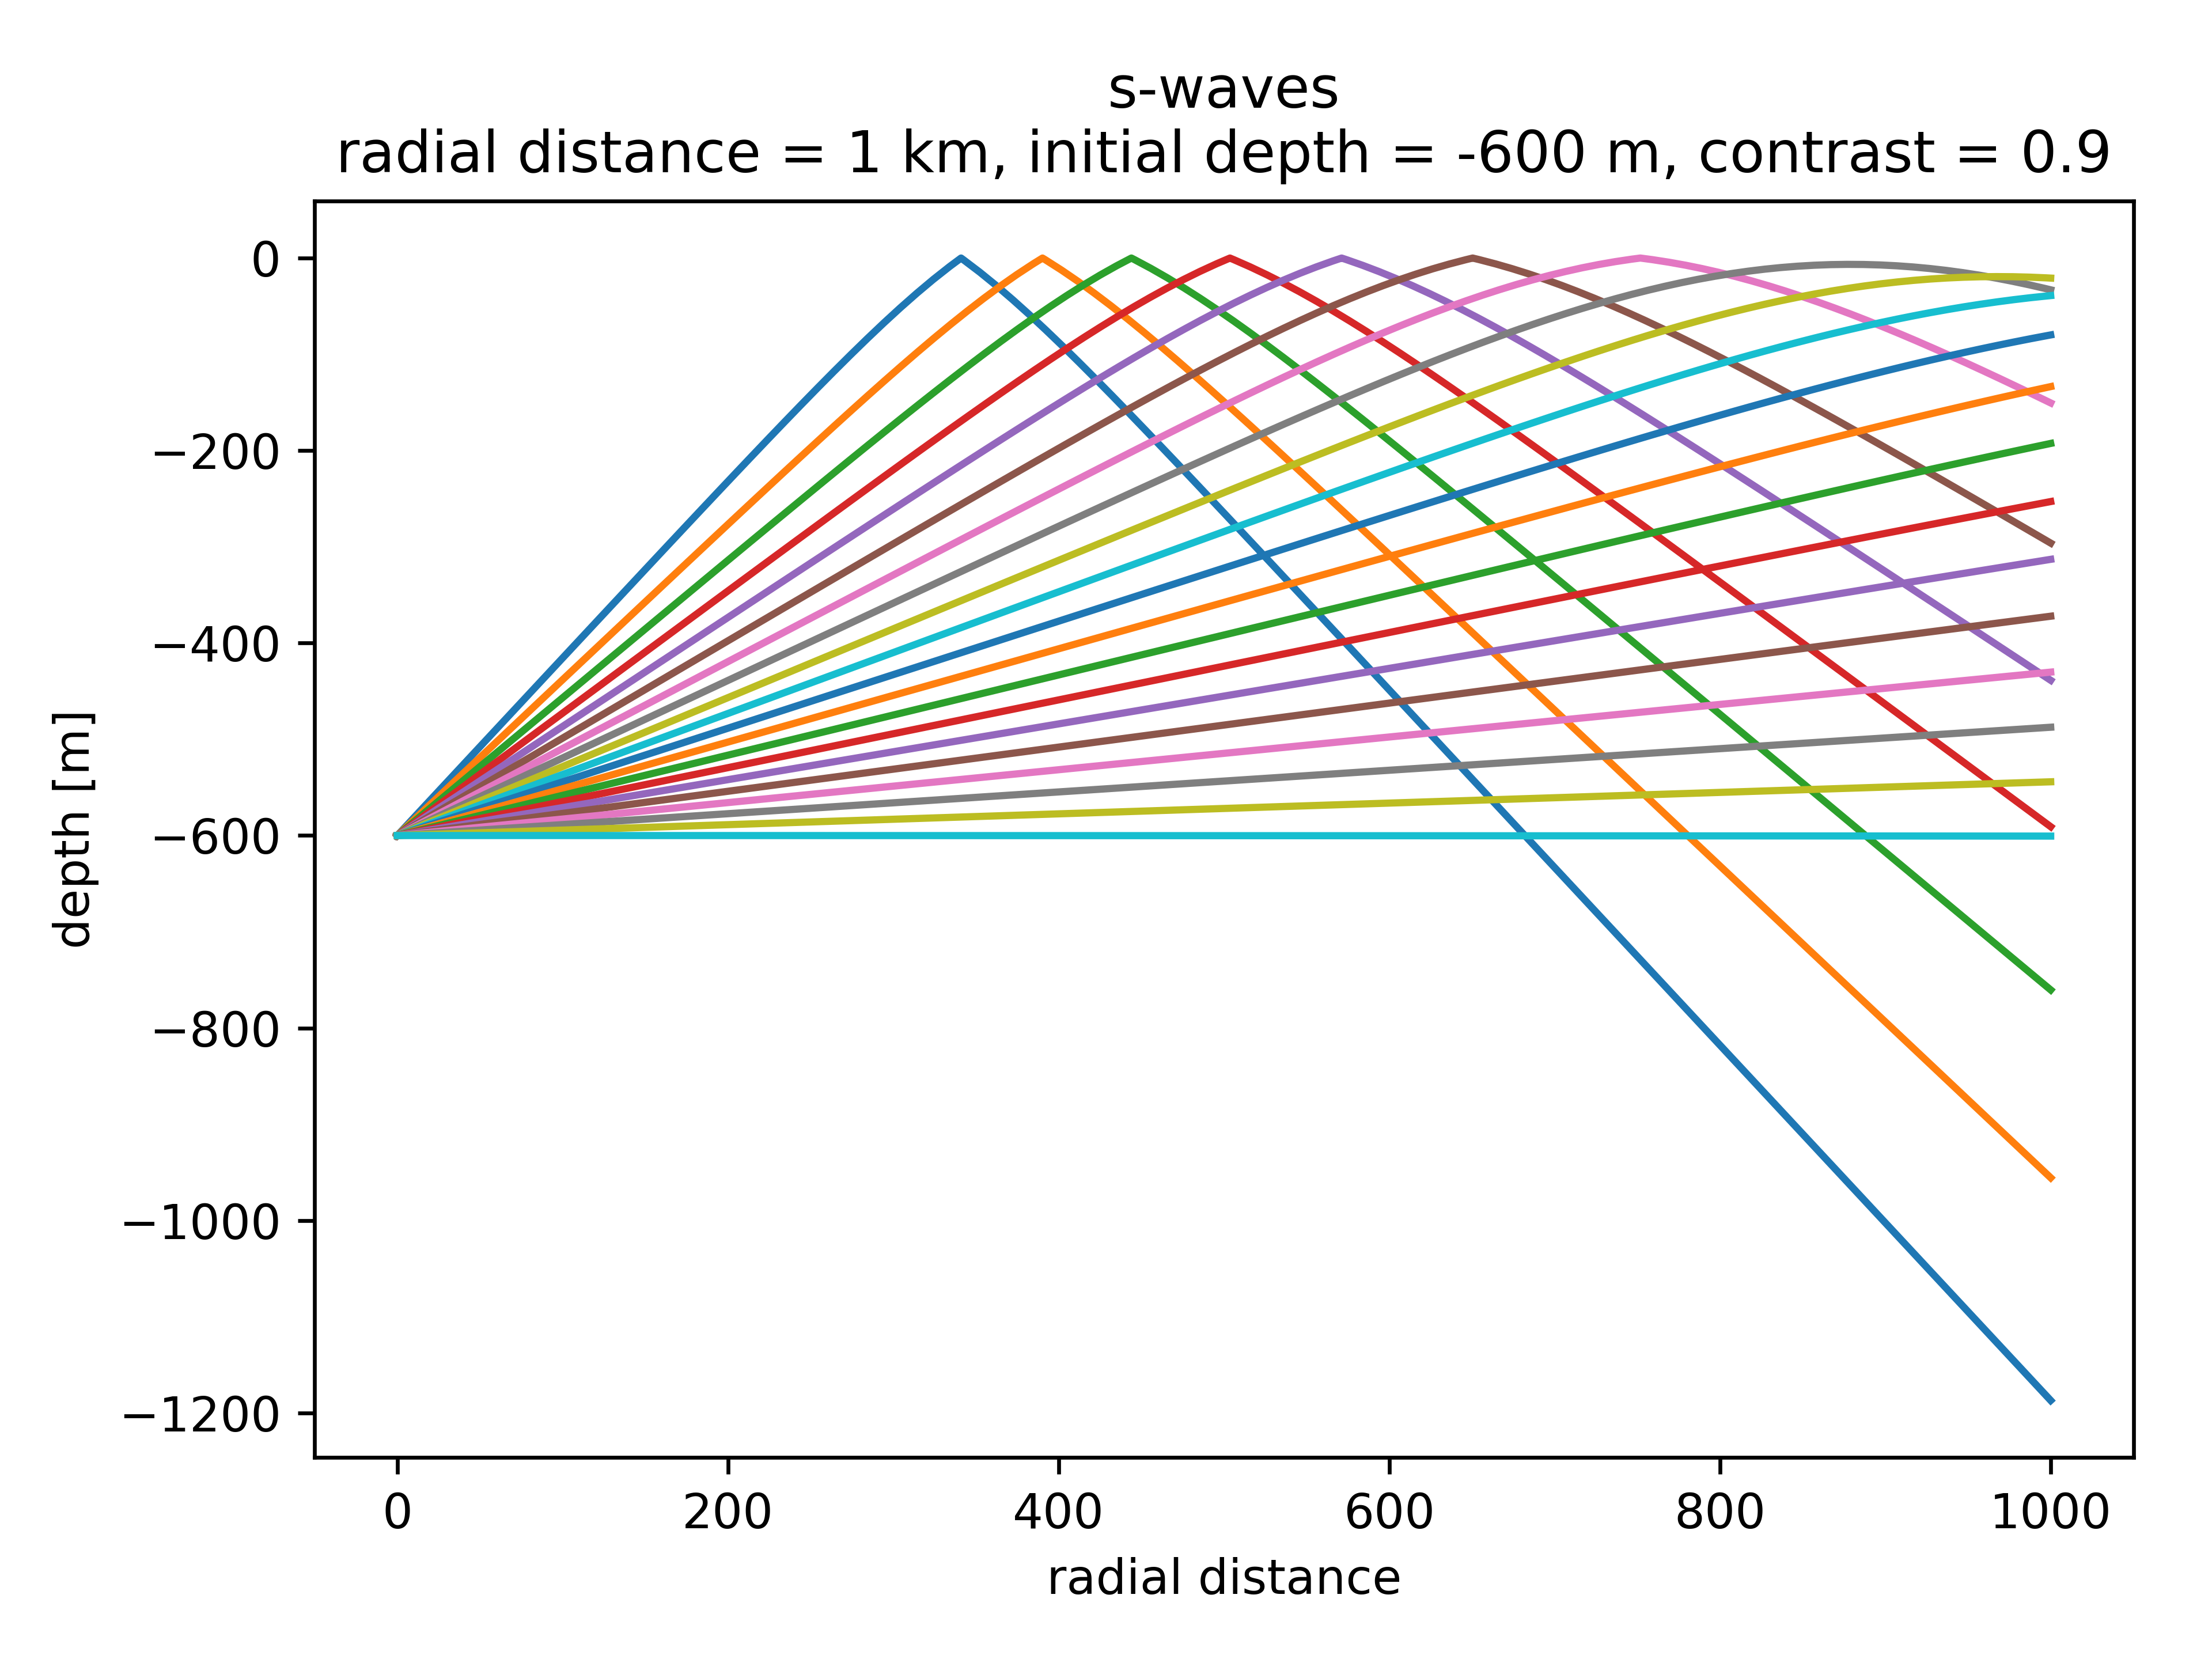 s-waves
radial distance = 1 km, initial depth = -600 m, contrast = 0.9
0
−200
−400
−600
−800
−1000
−1200
depth [m]
0 200 400 600 800 1000
radial distance